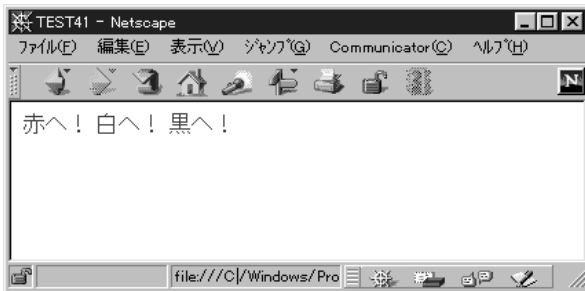 TEST41 - Netscape
ファイル(F) 編集(E) 表示(V) ジャンプ(G) Communicator(C) ヘルプ(H)
N
赤へ！白へ！黒へ！
file:///C|/Windows/Pro